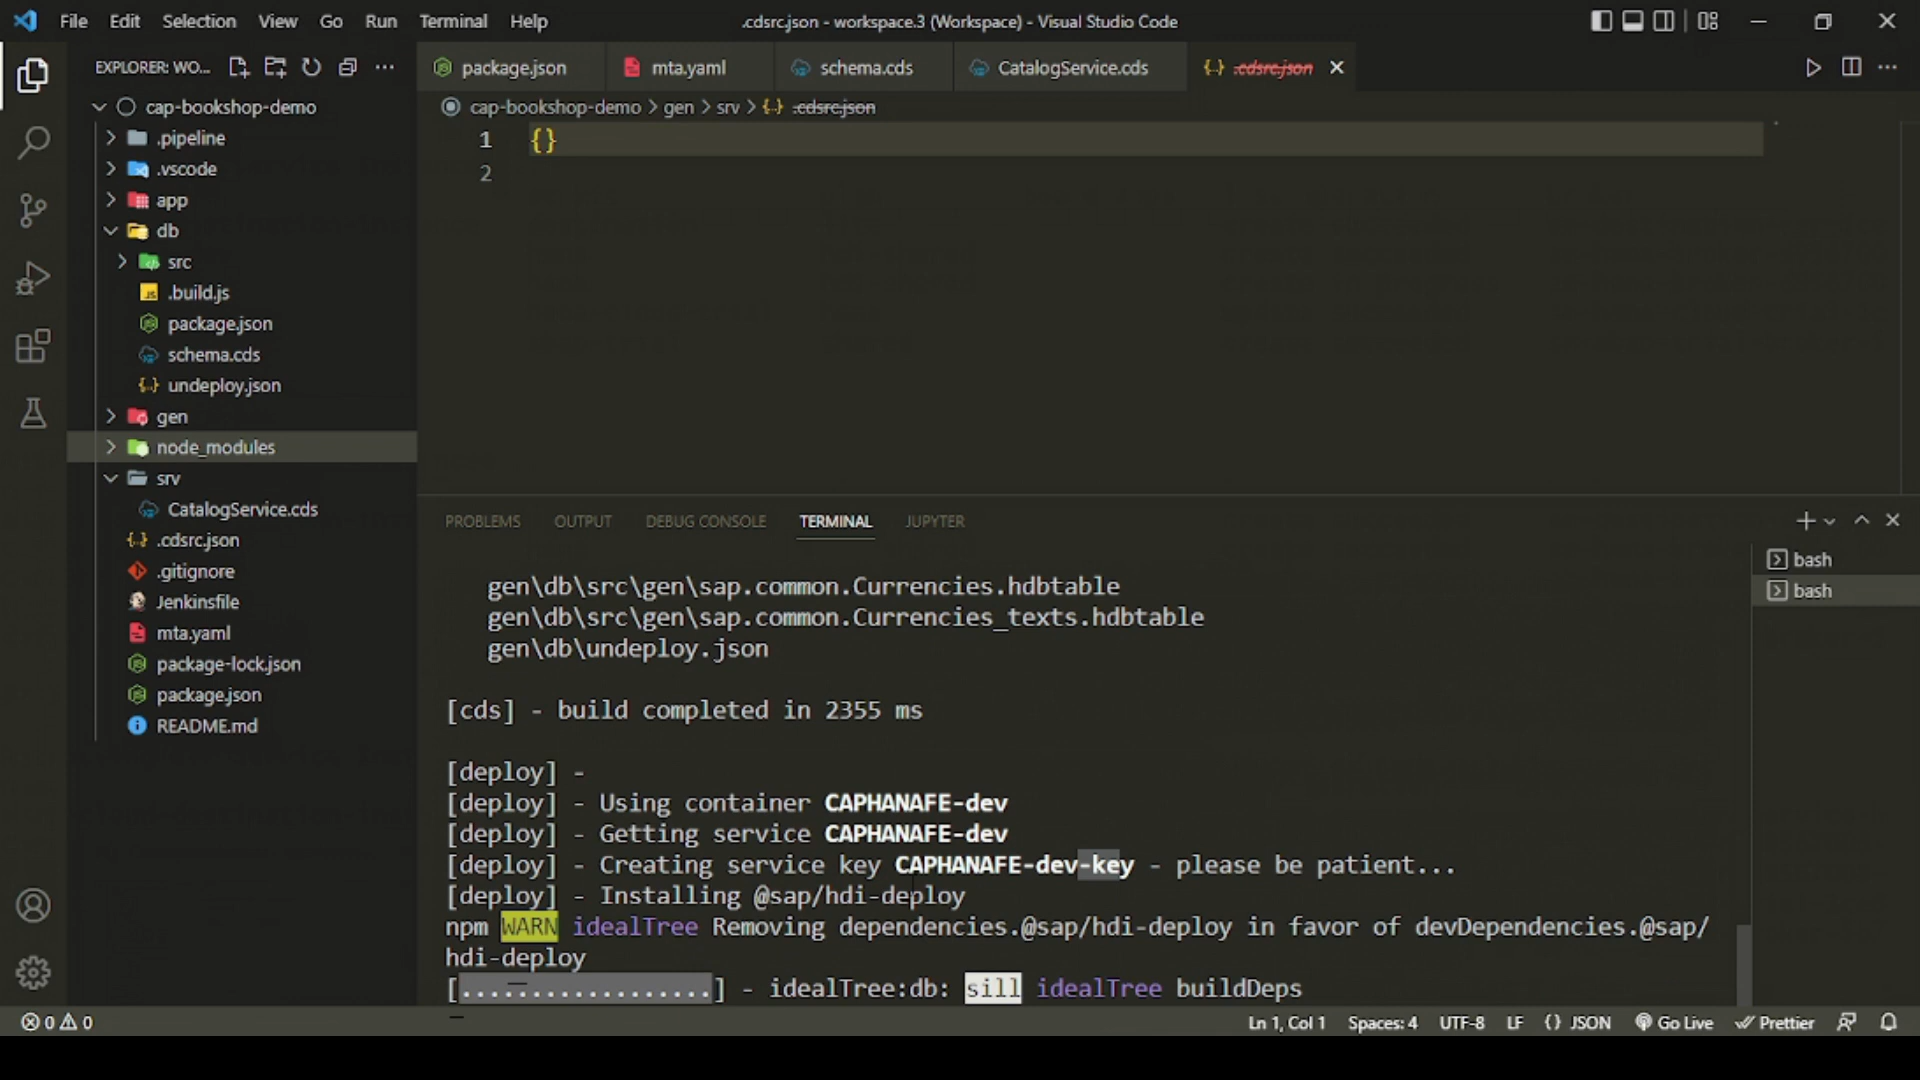 File Edit Selection View Go Run Terminal Help
.cdsrc.json - workspace.3 (Workspace) - Visual Studio Code
EXPLORER: WO...
cap-bookshop-demo
.pipeline
.vscode
app
db
src
.build.js
package.json
schema.cds
undeploy.json
gen
node_modules
srv
CatalogService.cds
.cdsrc.json
.gitignore
Jenkinsfile
mta.yaml
package-lock.json
package.json
README.md
package.json mta.yaml schema.cds CatalogService.cds .cdsrc.json
cap-bookshop-demo > gen > srv > {..} .cdsrc.json
1 {}
2
PROBLEMS OUTPUT DEBUG CONSOLE TERMINAL JUPYTER
gen\db\src\gen\sap.common.Currencies.hdbtable
gen\db\src\gen\sap.common.Currencies_texts.hdbtable
gen\db\undeploy.json
[cds] - build completed in 2355 ms
[deploy] -
[deploy] - Using container CAPHANAFE-dev
[deploy] - Getting service CAPHANAFE-dev
[deploy] - Creating service key CAPHANAFE-dev-key - please be patient...
[deploy] - Installing @sap/hdi-deploy
npm WARN idealTree Removing dependencies.@sap/hdi-deploy in favor of devDependencies.@sap/
hdi-deploy
[..................] - idealTree:db: sill idealTree buildDeps
bash
bash
0 0
Ln 1, Col 1 Spaces: 4 UTF-8 LF {} JSON Go Live Prettier